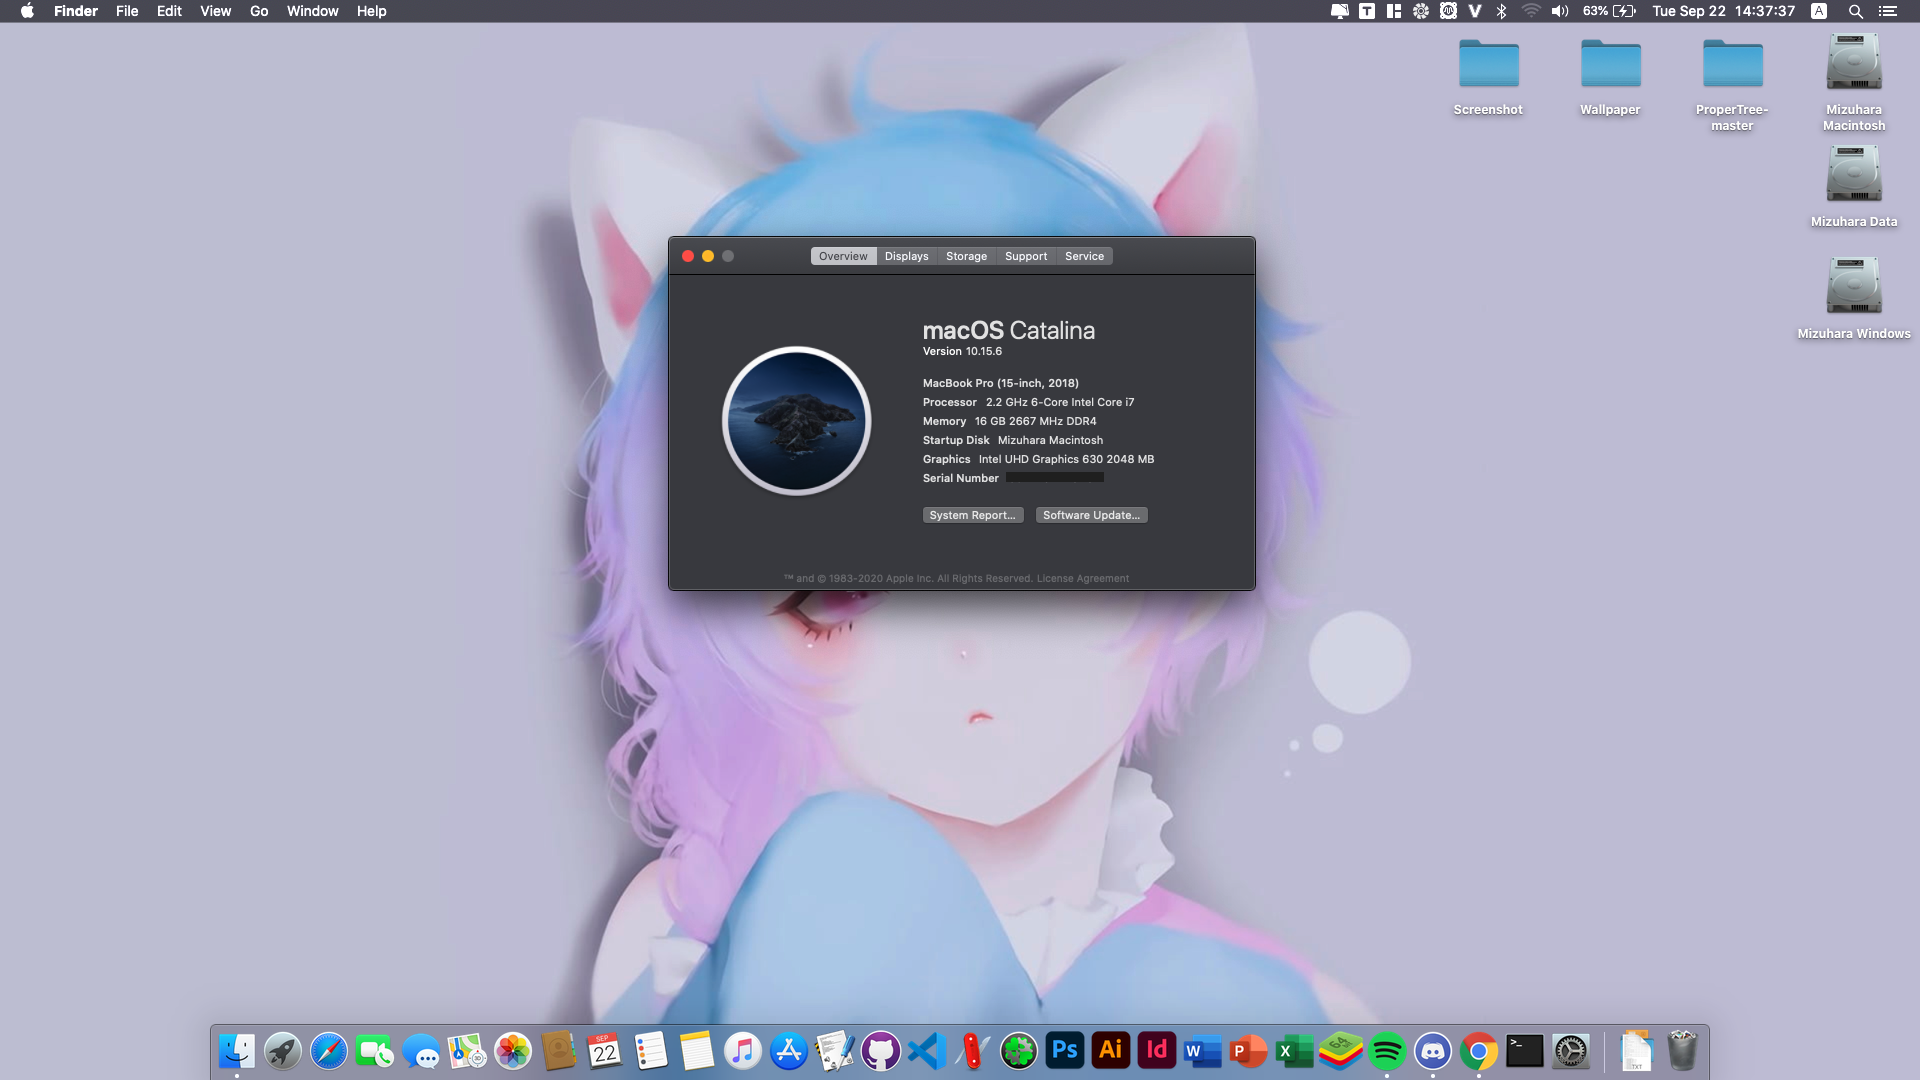 Finder File Edit View Go Window Help
63% Tue Sep 22 14:37:37 A
Screenshot
Wallpaper
ProperTree-
master
Mizuhara
Macintosh
Mizuhara Data
Mizuhara Windows
Overview Displays Storage Support Service
macOS Catalina
Version 10.15.6
MacBook Pro (15-inch, 2018)
Processor 2.2 GHz 6-Core Intel Core i7
Memory 16 GB 2667 MHz DDR4
Startup Disk Mizuhara Macintosh
Graphics Intel UHD Graphics 630 2048 MB
Serial Number
System Report... Software Update...
™ and © 1983-2020 Apple Inc. All Rights Reserved. License Agreement
SEP
22
Ps
Ai
Id
W
P
X
64
>_
TXT